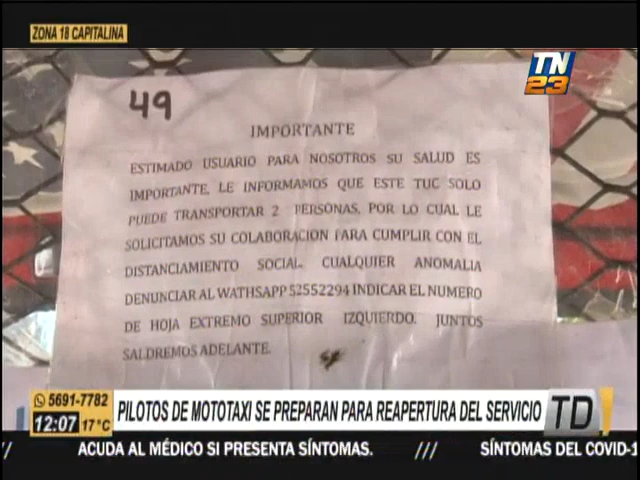 ZONA 18 CAPITALINA
TN
23
49
IMPORTANTE
ESTIMADO USUARIO PARA NOSOTROS SU SALUD ES
IMPORTANTE, LE INFORMAMOS QUE ESTE TUC SOLO
PUEDE TRANSPORTAR 2 PERSONAS, POR LO CUAL LE
SOLICITAMOS SU COLABORACION PARA CUMPLIR CON EL
DISTANCIAMIENTO SOCIAL. CUALQUIER ANOMALIA
DENUNCIAR AL WATHSAPP 52552294 INDICAR EL NUMERO
DE HOJA EXTREMO SUPERIOR IZQUIERDO. JUNTOS
SALDREMOS ADELANTE.
5691-7782
12:07 17°C
PILOTOS DE MOTOTAXI SE PREPARAN PARA REAPERTURA DEL SERVICIO
TD
// ACUDA AL MÉDICO SI PRESENTA SÍNTOMAS. /// SÍNTOMAS DEL COVID-1